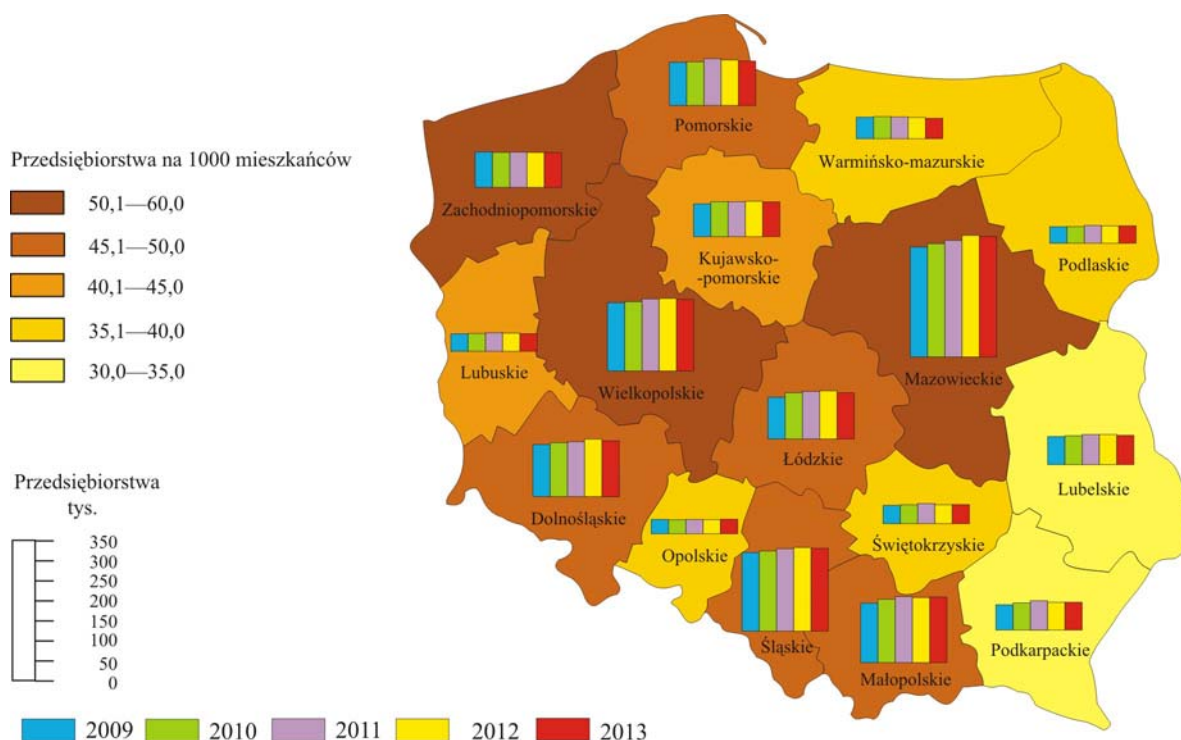 Przedsiębiorstwa na 1000 mieszkańców
50,1—60,0
45,1—50,0
40,1—45,0
35,1—40,0
30,0—35,0
Przedsiębiorstwa
tys.
350
300
250
200
150
100
50
0
Pomorskie
Warmińsko-mazurskie
Zachodniopomorskie
Kujawsko-
-pomorskie
Podlaskie
Lubuskie
Wielkopolskie
Mazowieckie
Łódzkie
Lubelskie
Dolnośląskie
Opolskie
Świętokrzyskie
Śląskie
Małopolskie
Podkarpackie
2009
2010
2011
2012
2013